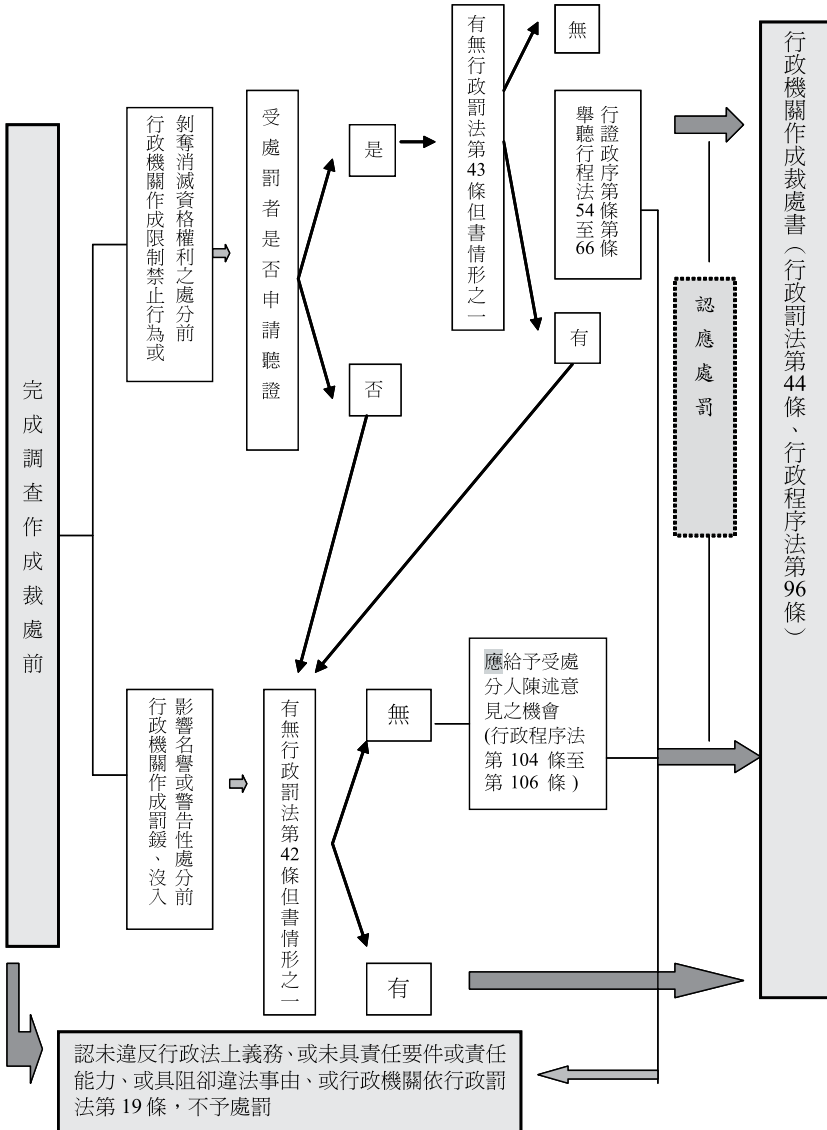 完成調查作成裁處前
行政機關作成限制禁止行為或
剝奪消滅資格權利之處分前
受處罰者是否申請聽證
是
否
有無行政罰法第43條但書情形之一
無
有
舉行
聽證
行政
程序
法第
54條
至第
66條
行政機關作成罰鍰、沒入
影響名譽或警告性處分前
有無行政罰法第42條但書情形之一
無
有
應給予受處
分人陳述意
見之機會
(行政程序法
第 104 條至
第 106 條 )
認應處罰
行政機關作成裁處書（行政罰法第44條、行政程序法第96條）
認未違反行政法上義務、或未具責任要件或責任
能力、或具阻卻違法事由、或行政機關依行政罰
法第 19 條，不予處罰